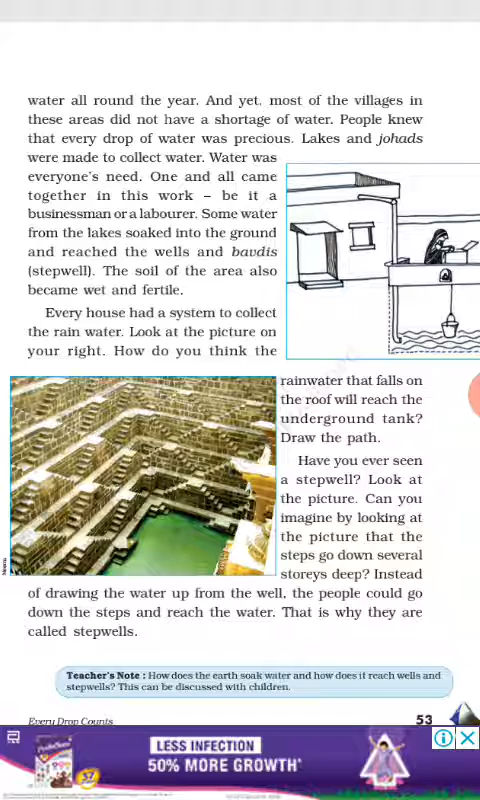 water all round the year. And yet, most of the villages in
these areas did not have a shortage of water. People knew
that every drop of water was precious. Lakes and johads
were made to collect water. Water was
everyone's need. One and all came
together in this work – be it a
businessman or a labourer. Some water
from the lakes soaked into the ground
and reached the wells and bavdis
(stepwell). The soil of the area also
became wet and fertile.
Every house had a system to collect
the rain water. Look at the picture on
your right. How do you think the
rainwater that falls on
the roof will reach the
underground tank?
Draw the path.
Have you ever seen
a stepwell? Look at
the picture. Can you
imagine by looking at
the picture that the
steps go down several
storeys deep? Instead
of drawing the water up from the well, the people could go
down the steps and reach the water. That is why they are
called stepwells.
Teacher's Note : How does the earth soak water and how does it reach wells and
stepwells? This can be discussed with children.
Every Drop Counts
53
LESS INFECTION
50% MORE GROWTH*